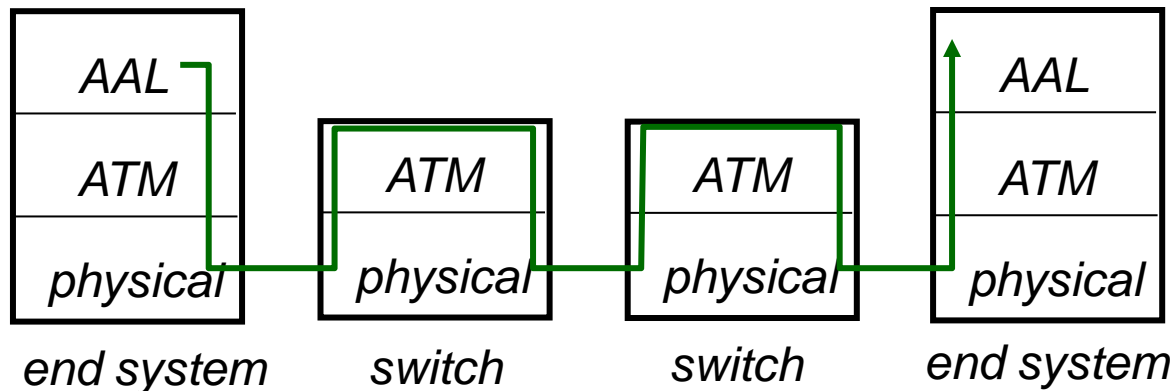 AAL
ATM
physical
end system
ATM
physical
switch
ATM
physical
switch
AAL
ATM
physical
end system